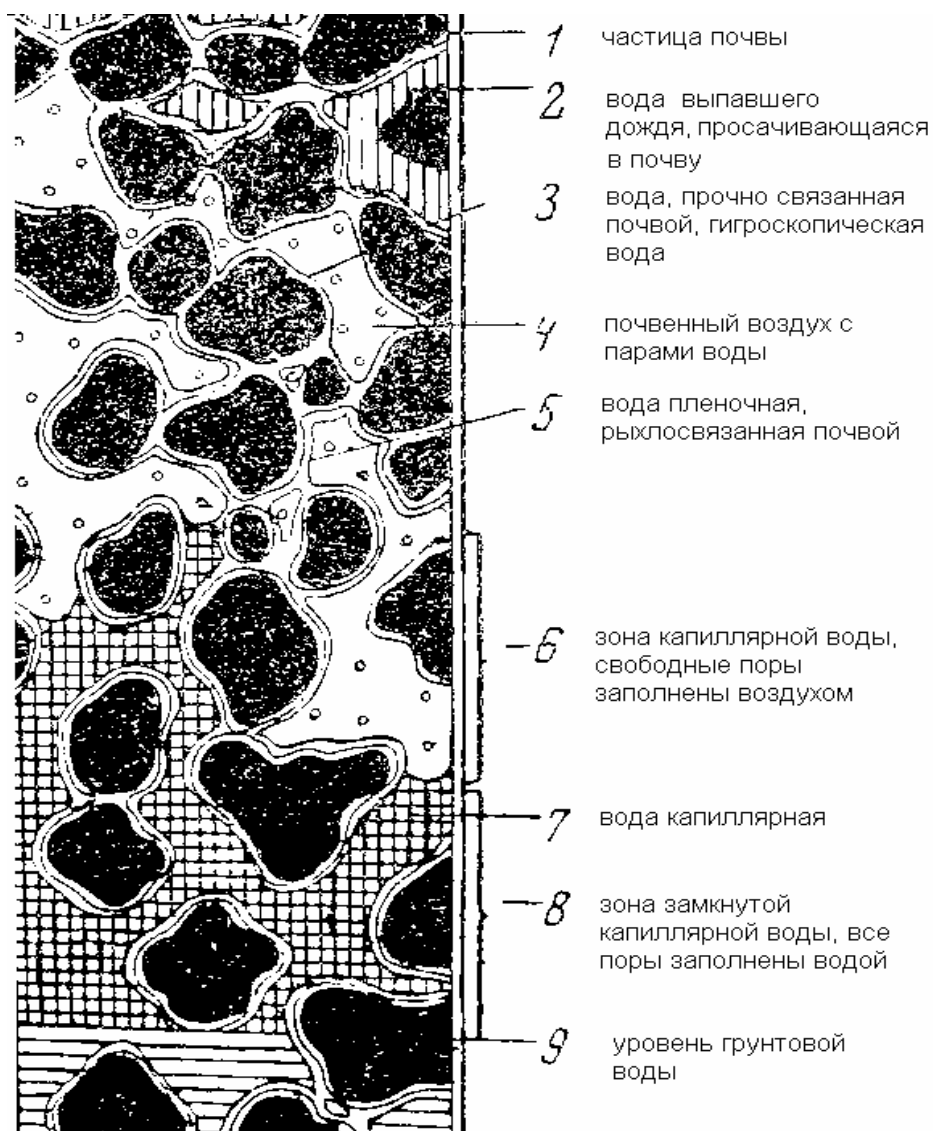 1 частица почвы
2 вода выпавшего
дождя, просачивающаяся
в почву
3 вода, прочно связанная
почвой, гигроскопическая
вода
4 почвенный воздух с
парами воды
5 вода пленочная,
рыхлосвязанная почвой
6 зона капиллярной воды,
свободные поры
заполнены воздухом
7 вода капиллярная
8 зона замкнутой
капиллярной воды, все
поры заполнены водой
9 уровень грунтовой
воды